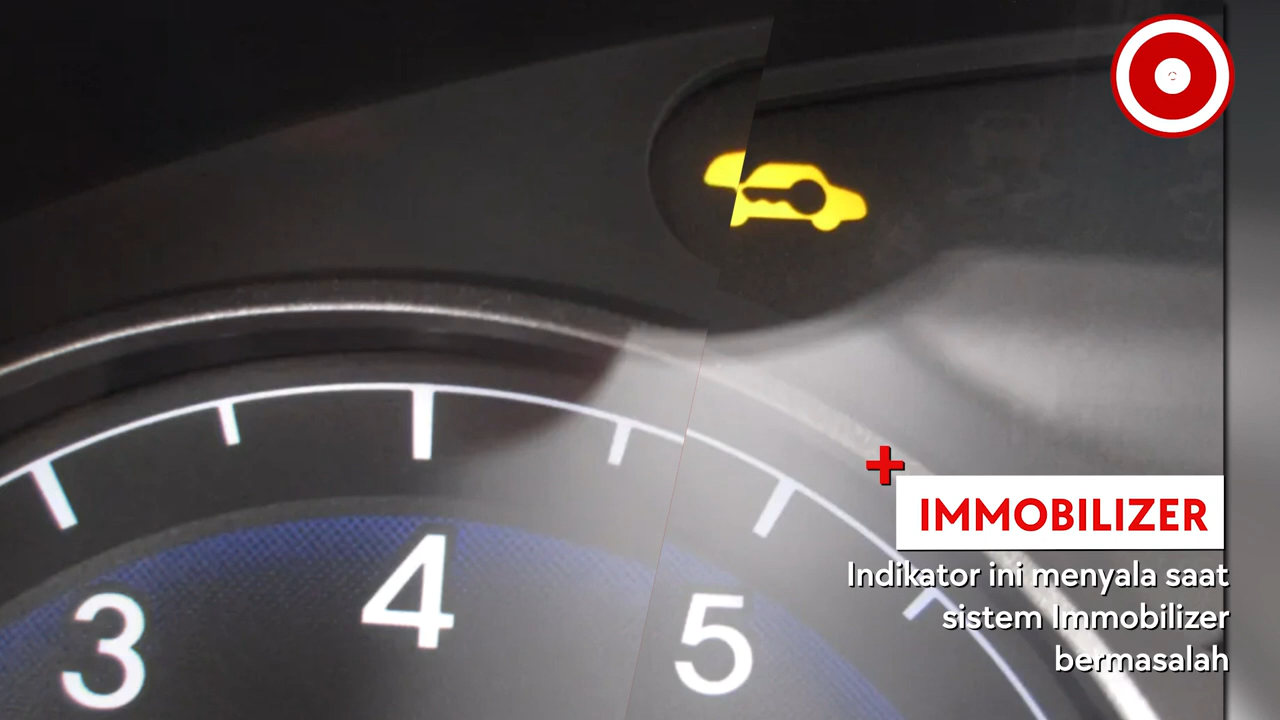 IMMOBILIZER
Indikator ini menyala saat
sistem Immobilizer
bermasalah
3
4
5